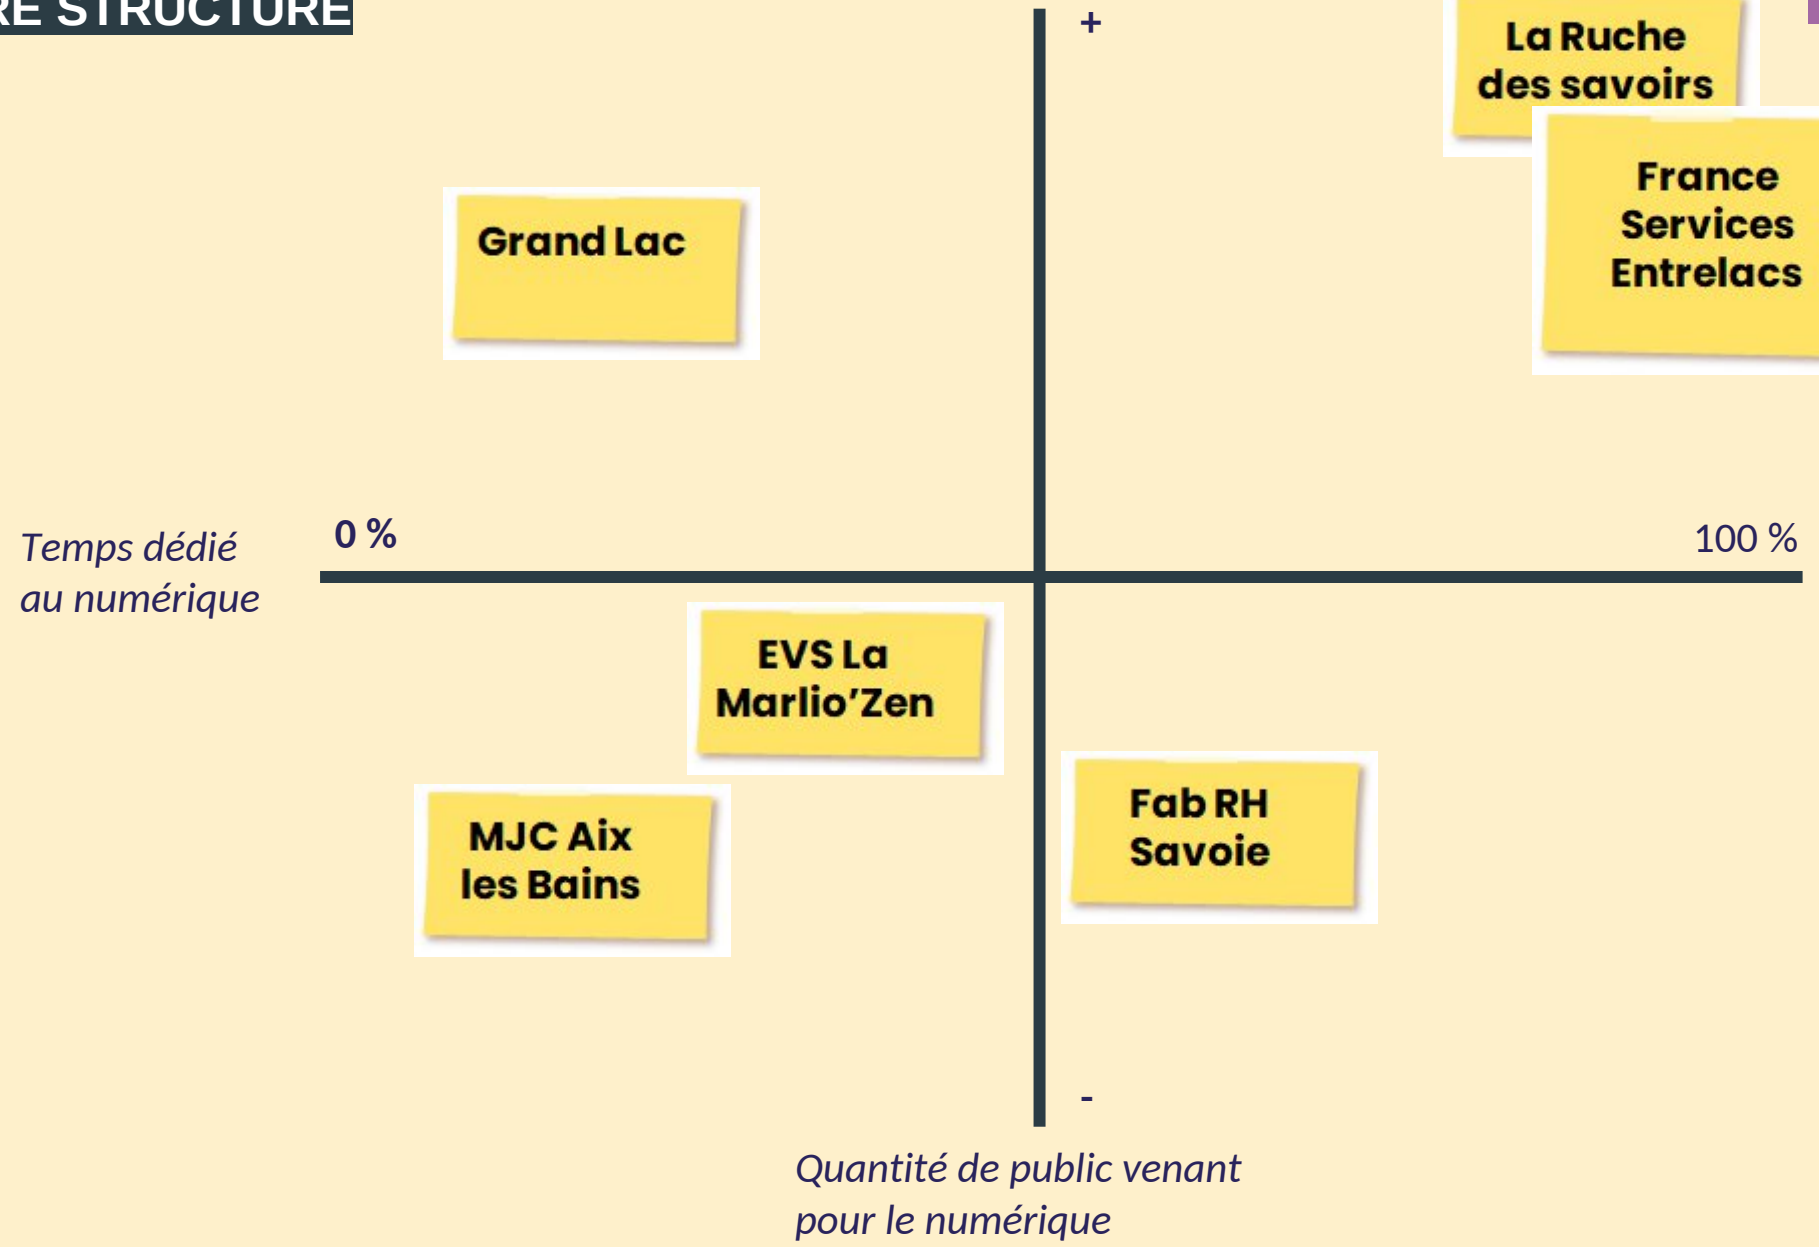 RE STRUCTURE
+
La Ruche
des savoirs
France
Services
Entrelacs
Grand Lac
Temps dédié
au numérique
0 %
100 %
EVS La
Marlio’Zen
Fab RH
Savoie
MJC Aix
les Bains
-
Quantité de public venant
pour le numérique